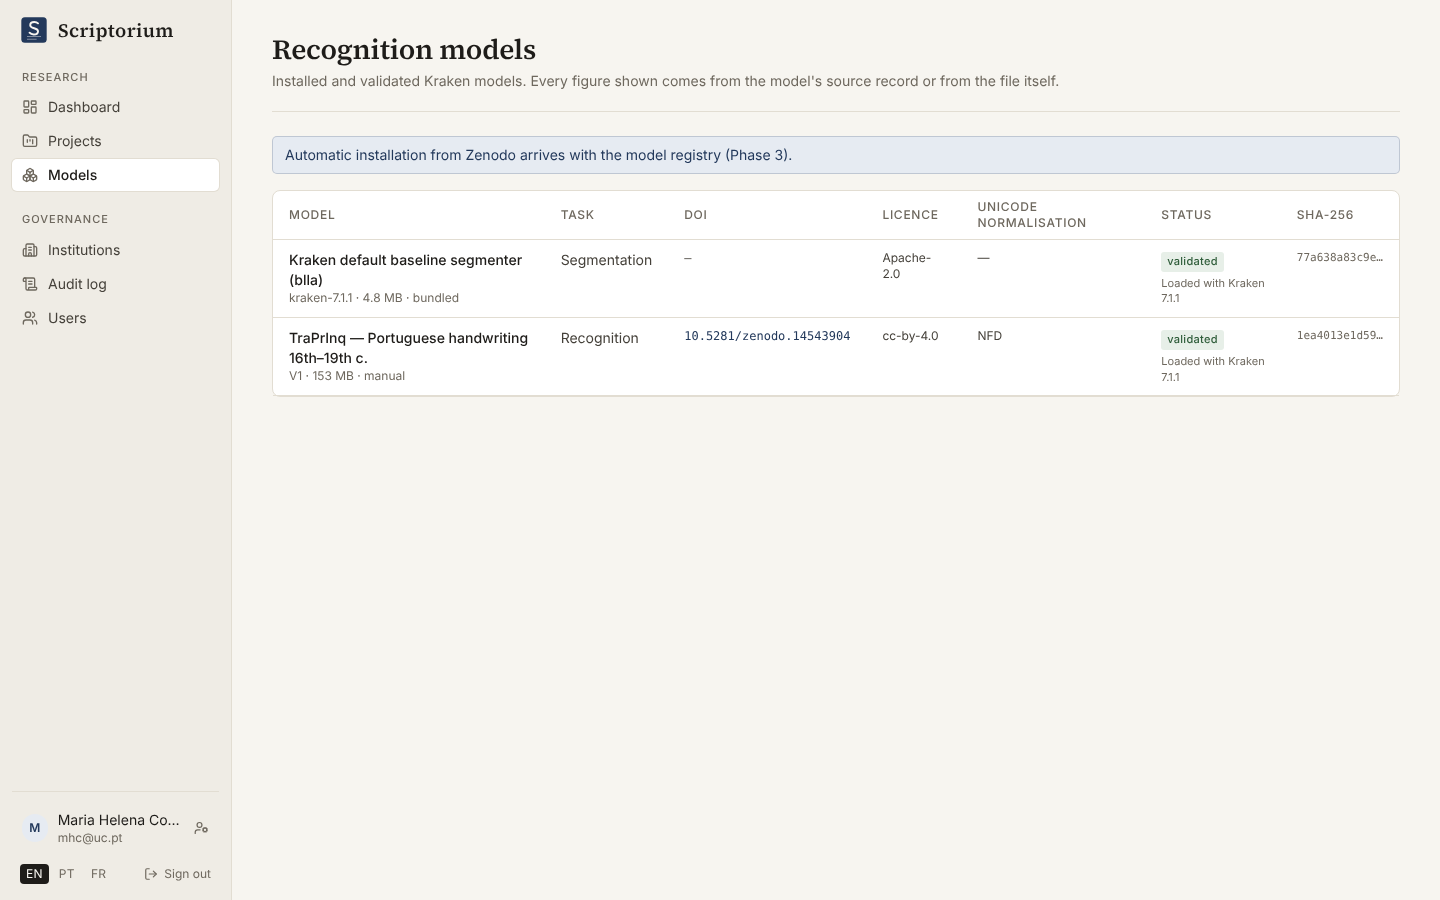 Scriptorium
RESEARCH
Dashboard
Projects
Models
GOVERNANCE
Institutions
Audit log
Users
M
Maria Helena Co…
mhc@uc.pt
EN PT FR Sign out
Recognition models
Installed and validated Kraken models. Every figure shown comes from the model's source record or from the file itself.
Automatic installation from Zenodo arrives with the model registry (Phase 3).
MODEL TASK DOI LICENCE UNICODE NORMALISATION STATUS SHA-256
Kraken default baseline segmenter (blla)
kraken-7.1.1 · 4.8 MB · bundled
Segmentation
—
Apache-2.0
—
validated
Loaded with Kraken 7.1.1
77a638a83c9e…
TraPrInq — Portuguese handwriting 16th–19th c.
V1 · 153 MB · manual
Recognition
10.5281/zenodo.14543904
cc-by-4.0
NFD
validated
Loaded with Kraken 7.1.1
1ea4013e1d59…